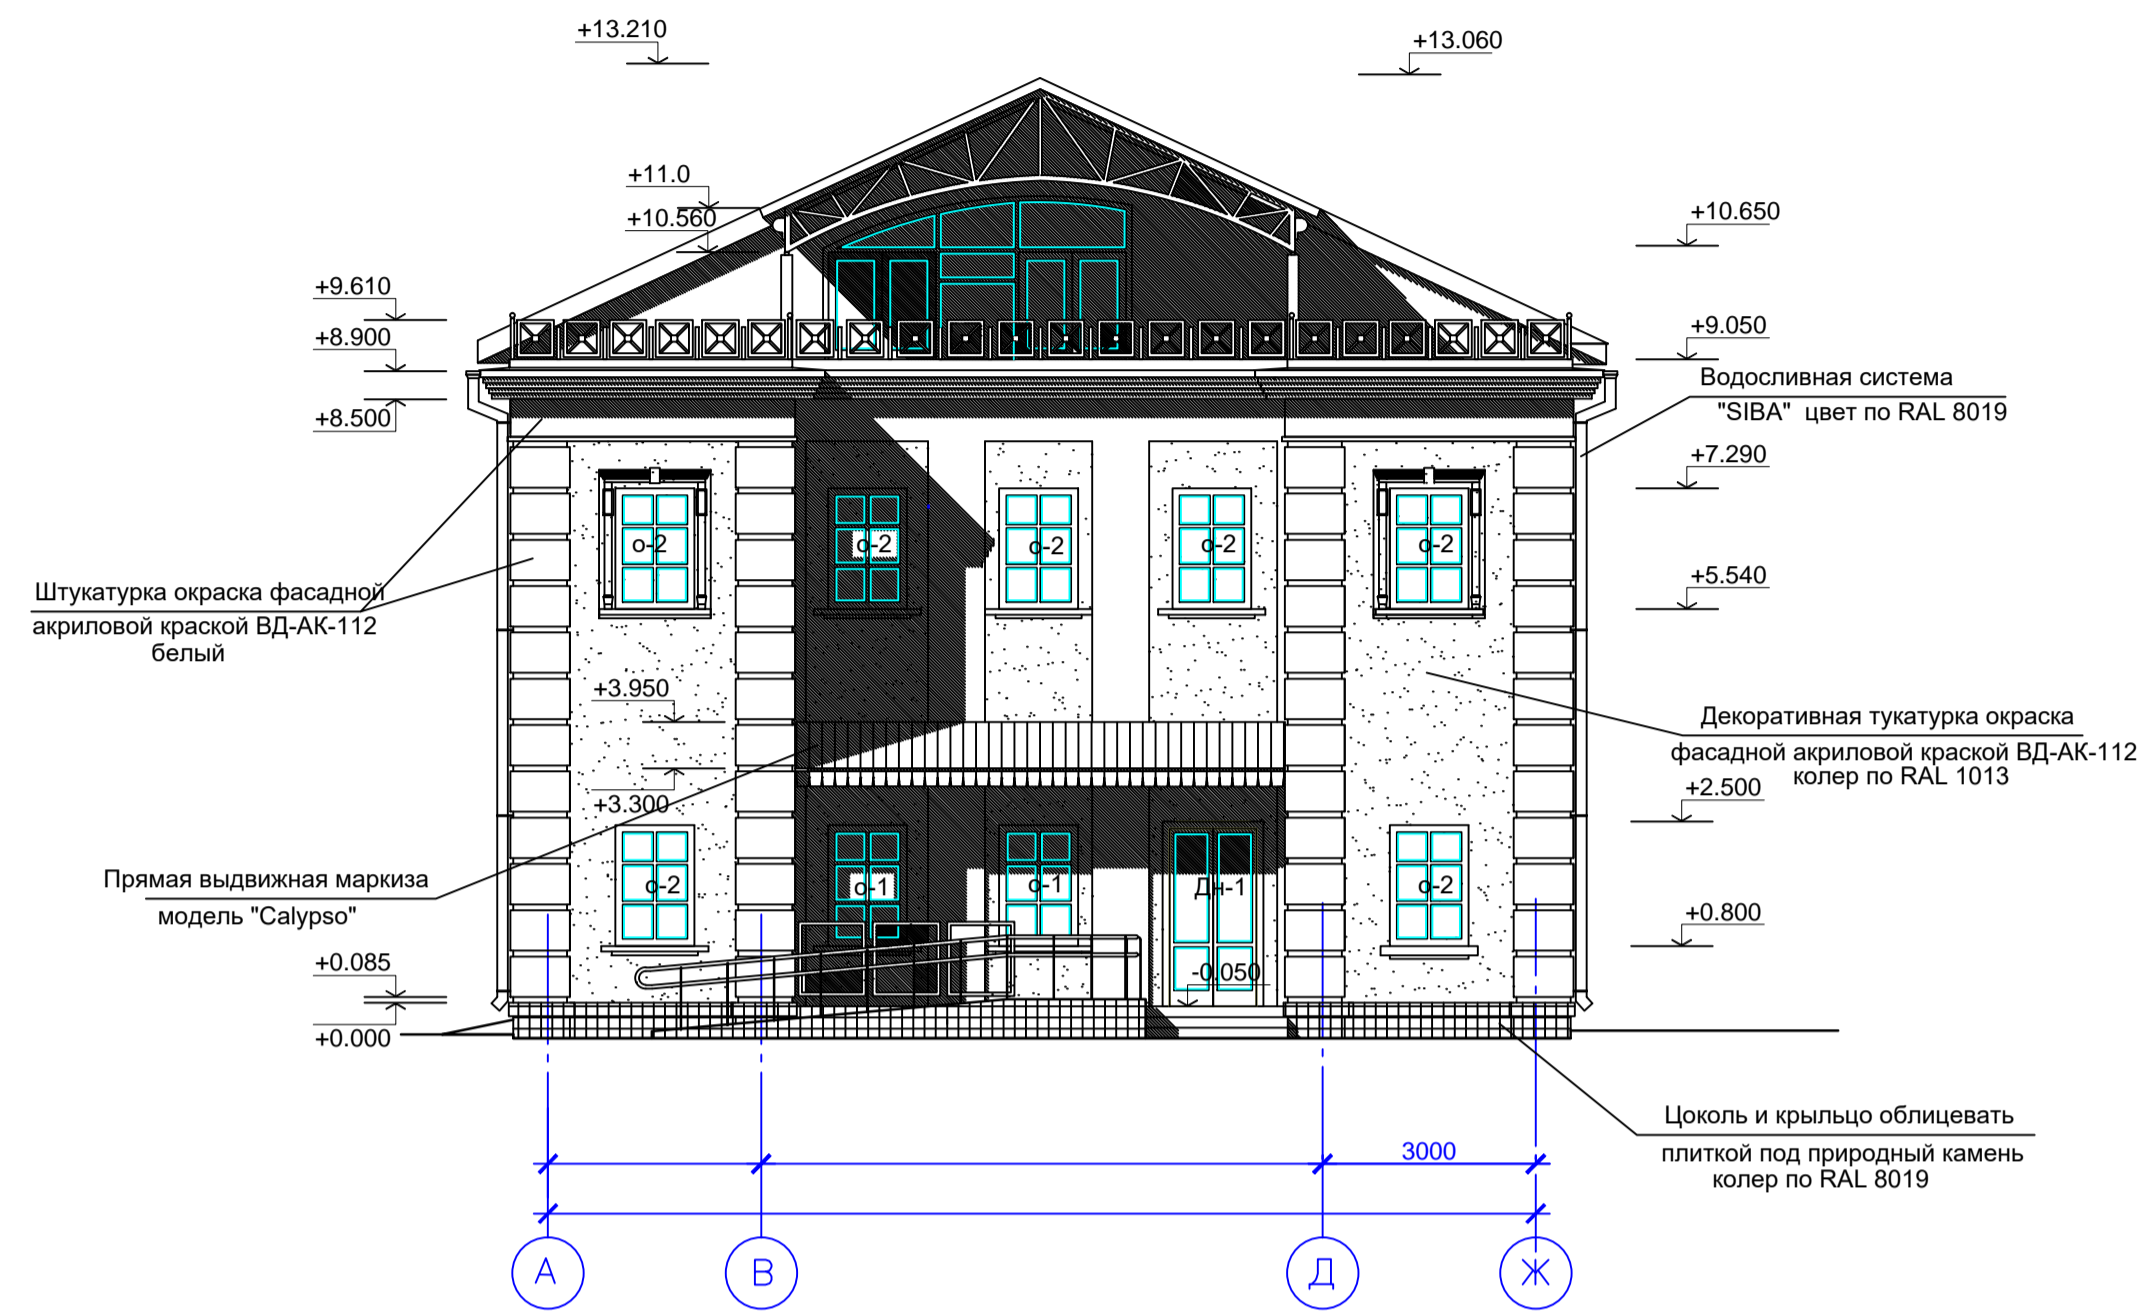 +13.210
+13.060
+11.0
+10.560
+10.650
+9.610
+8.900
+9.050
+8.500
Водосливная система
"SIBA" цвет по RAL 8019
+7.290
о-2
о-2
о-2
о-2
о-2
+5.540
Штукатурка окраска фасадной
акриловой краской ВД-АК-112
белый
+3.950
Декоративная тукатурка окраска
фасадной акриловой краской ВД-АК-112
колер по RAL 1013
+3.300
+2.500
Прямая выдвижная маркиза
модель "Calypso"
о-2
о-1
о-1
Дн-1
о-2
+0.800
+0.085
-0.050
+0.000
Цоколь и крыльцо облицевать
плиткой под природный камень
колер по RAL 8019
3000
А
В
Д
Ж